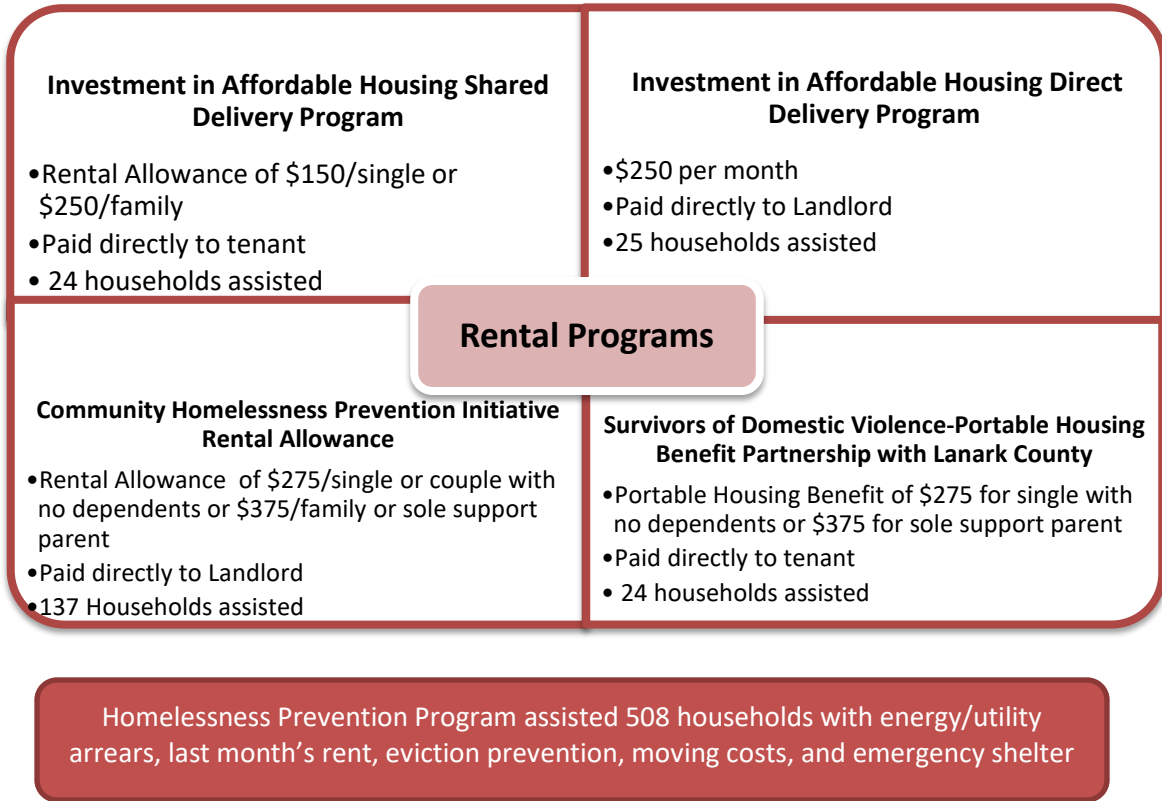 Investment in Affordable Housing Shared
Delivery Program
•Rental Allowance of $150/single or
$250/family
•Paid directly to tenant
• 24 households assisted
Investment in Affordable Housing Direct
Delivery Program
•$250 per month
•Paid directly to Landlord
•25 households assisted
Rental Programs
Community Homelessness Prevention Initiative
Rental Allowance
•Rental Allowance of $275/single or couple with
no dependents or $375/family or sole support
parent
•Paid directly to Landlord
•137 Households assisted
Survivors of Domestic Violence-Portable Housing
Benefit Partnership with Lanark County
•Portable Housing Benefit of $275 for single with
no dependents or $375 for sole support parent
•Paid directly to tenant
• 24 households assisted
Homelessness Prevention Program assisted 508 households with energy/utility
arrears, last month’s rent, eviction prevention, moving costs, and emergency shelter